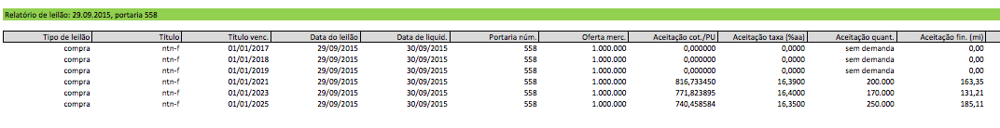 Relatório de leilão: 29.09.2015, portaria 558
Tipo de leilão Título Título venc. Data do leilão Data de liquid. Portaria núm. Oferta merc. Aceitação cot./PU Aceitação taxa (%aa) Aceitação quant. Aceitação fin. (mi)
compra ntn-f 01/01/2017 29/09/2015 30/09/2015 558 1.000.000 0,000000 0,0000 sem demanda 0,00
compra ntn-f 01/01/2018 29/09/2015 30/09/2015 558 1.000.000 0,000000 0,0000 sem demanda 0,00
compra ntn-f 01/01/2019 29/09/2015 30/09/2015 558 1.000.000 0,000000 0,0000 sem demanda 0,00
compra ntn-f 01/01/2021 29/09/2015 30/09/2015 558 1.000.000 816,733450 16,3900 200.000 163,35
compra ntn-f 01/01/2023 29/09/2015 30/09/2015 558 1.000.000 771,823895 16,4000 170.000 131,21
compra ntn-f 01/01/2025 29/09/2015 30/09/2015 558 1.000.000 740,458584 16,3500 250.000 185,11